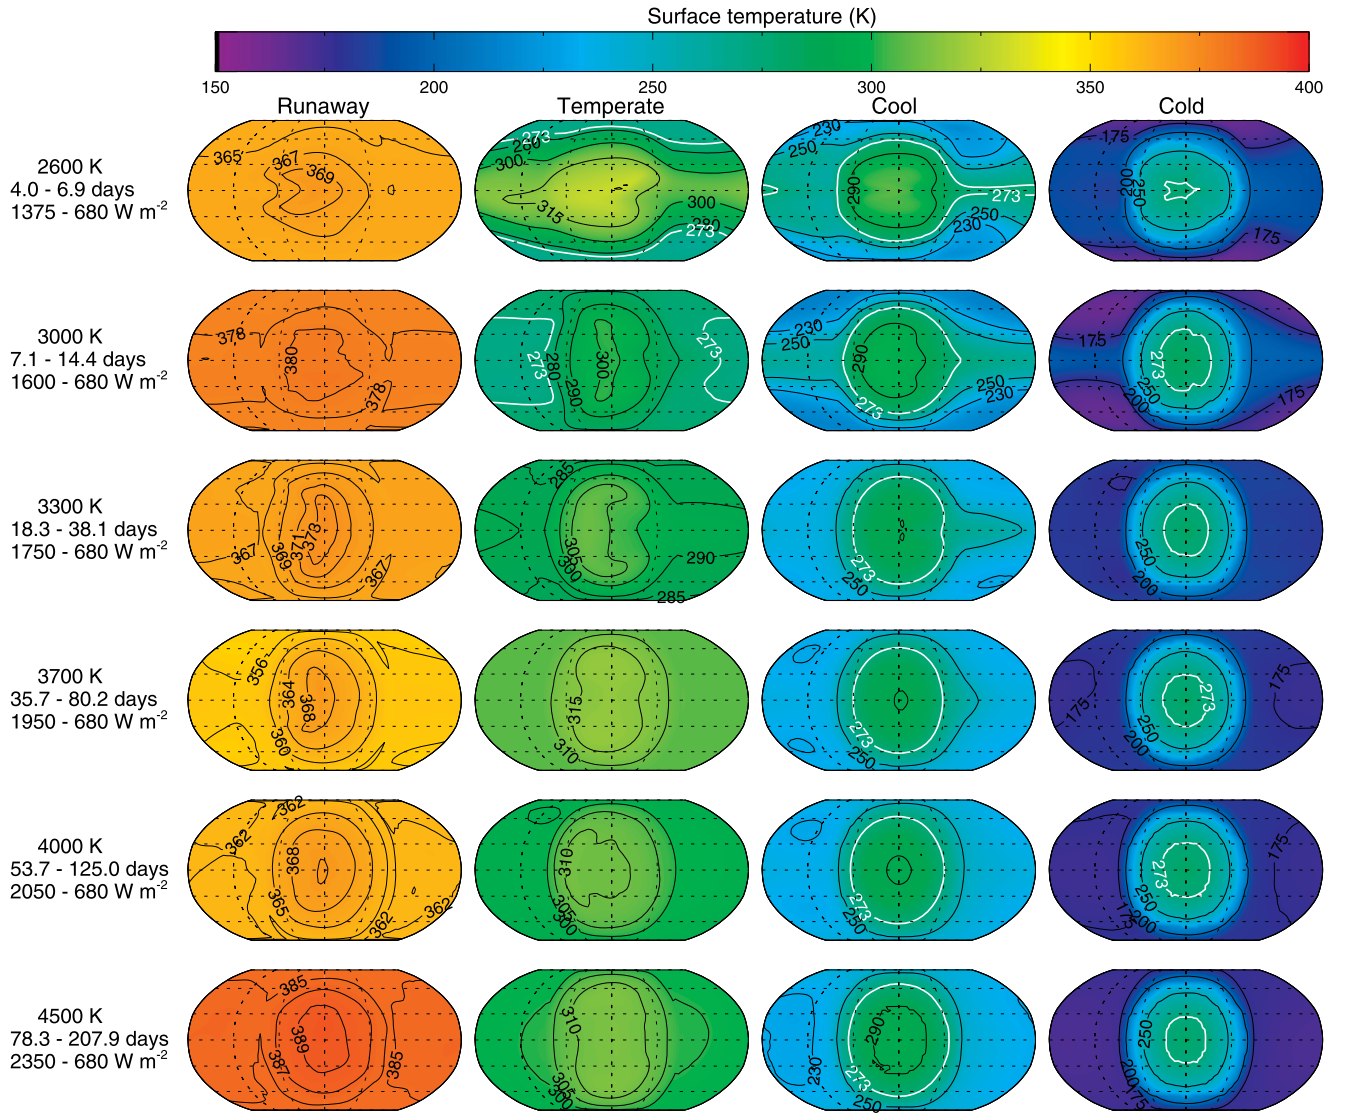 Surface temperature (K)
150 200 250 300 350 400
Runaway Temperate Cool Cold
2600 K
4.0 - 6.9 days
1375 - 680 W m-2
365 367 369
273 280 300 315 300 280 273
230 250 290 273 250 230
175 200 250 175
3000 K
7.1 - 14.4 days
1600 - 680 W m-2
378 380 378
273 280 290 300 273
230 250 290 273 250 230
175 273 250 200 175
3300 K
18.3 - 38.1 days
1750 - 680 W m-2
367 369 371 373 367
285 305 300 290 285
273 250
250 200
3700 K
35.7 - 80.2 days
1950 - 680 W m-2
356 364 368 360
315 310
273 250
175 273 250 200 175
4000 K
53.7 - 125.0 days
2050 - 680 W m-2
362 362 368 365 362 362
310 305 300
273 250
273 250 200 175 175
4500 K
78.3 - 207.9 days
2350 - 680 W m-2
385 389 387 385
310 305 300
290 230 273 250
250 200 175